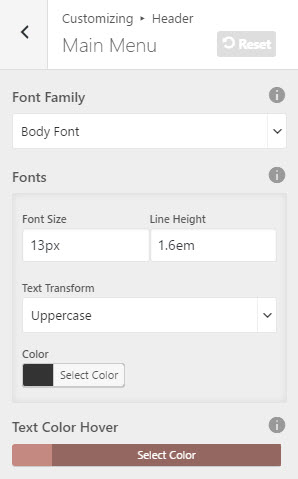 Customizing ▸ Header
Main Menu
Reset
Font Family
Body Font
Fonts
Font Size Line Height
13px 1.6em
Text Transform
Uppercase
Color
Select Color
Text Color Hover
Select Color